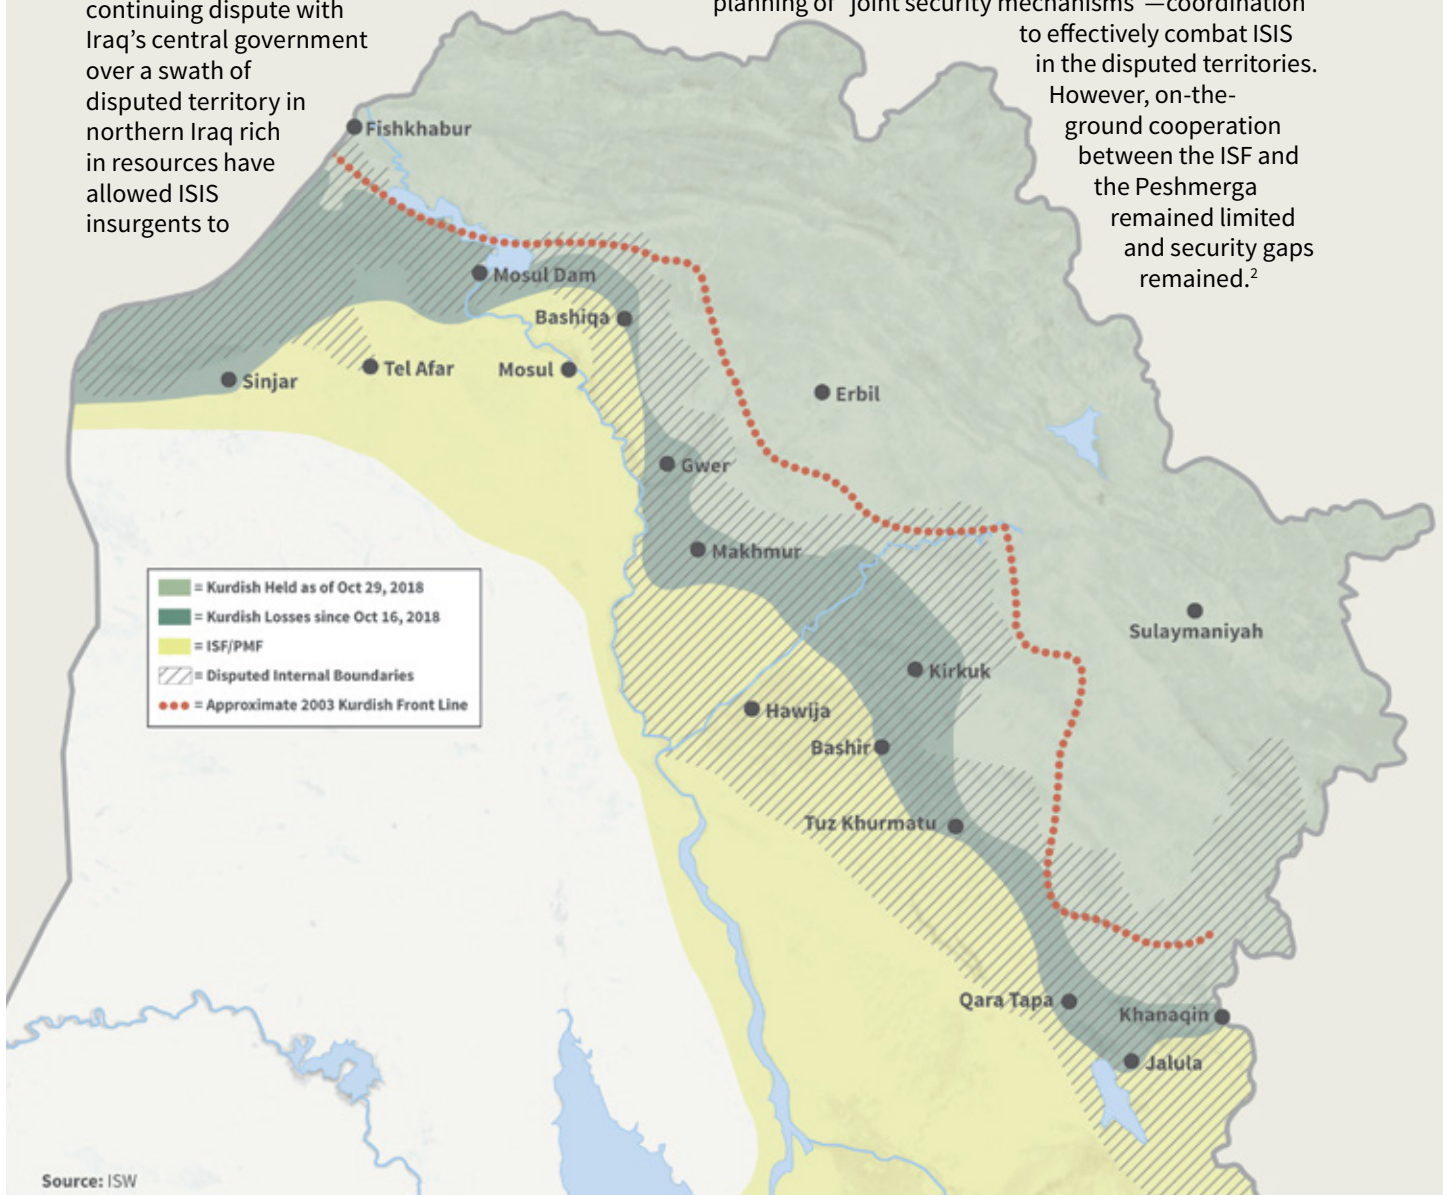 continuing dispute with
Iraq’s central government
over a swath of
disputed territory in
northern Iraq rich
in resources have
allowed ISIS
insurgents to
planning of “joint security mechanisms”—coordination
to effectively combat ISIS
in the disputed territories.
However, on-the-
ground cooperation
between the ISF and
the Peshmerga
remained limited
and security gaps
remained.2
Fishkhabur
Mosul Dam
Bashiqa
Sinjar
Tel Afar
Mosul
Erbil
Gwer
Makhmur
Sulaymaniyah
Kirkuk
Hawija
Bashir
Tuz Khurmatu
Qara Tapa
Khanaqin
Jalula
= Kurdish Held as of Oct 29, 2018
= Kurdish Losses since Oct 16, 2018
= ISF/PMF
= Disputed Internal Boundaries
= Approximate 2003 Kurdish Front Line
Source: ISW